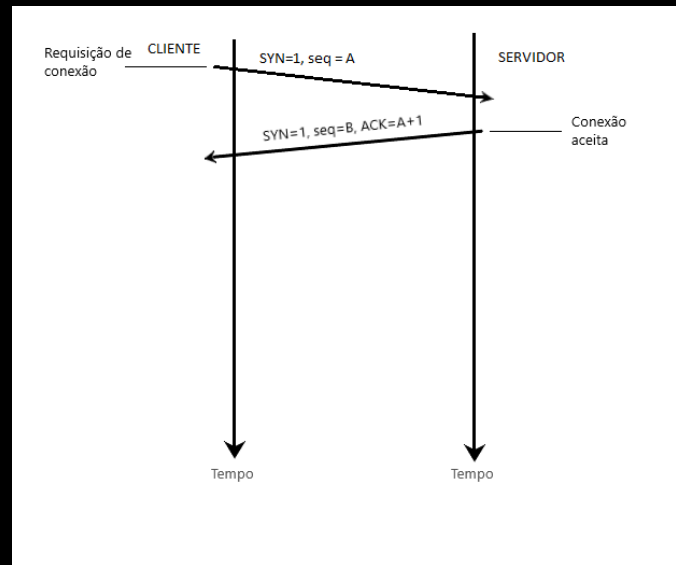 Requisição de
conexão
CLIENTE
SYN=1, seq = A
SERVIDOR
SYN=1, seq=B, ACK=A+1
Conexão
aceita
Tempo
Tempo